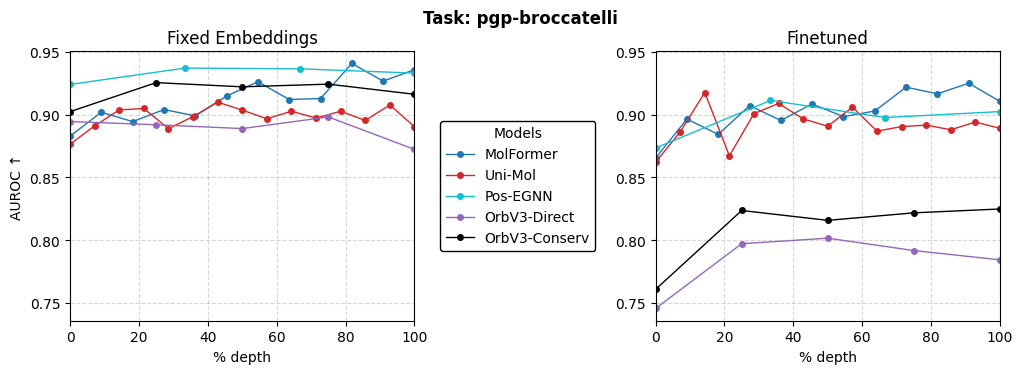 Task: pgp-broccatelli
Fixed Embeddings
AUROC ↑
0.95
0.90
0.85
0.80
0.75
0 20 40 60 80 100
% depth
Models
MolFormer
Uni-Mol
Pos-EGNN
OrbV3-Direct
OrbV3-Conserv
Finetuned
0.95
0.90
0.85
0.80
0.75
0 20 40 60 80 100
% depth